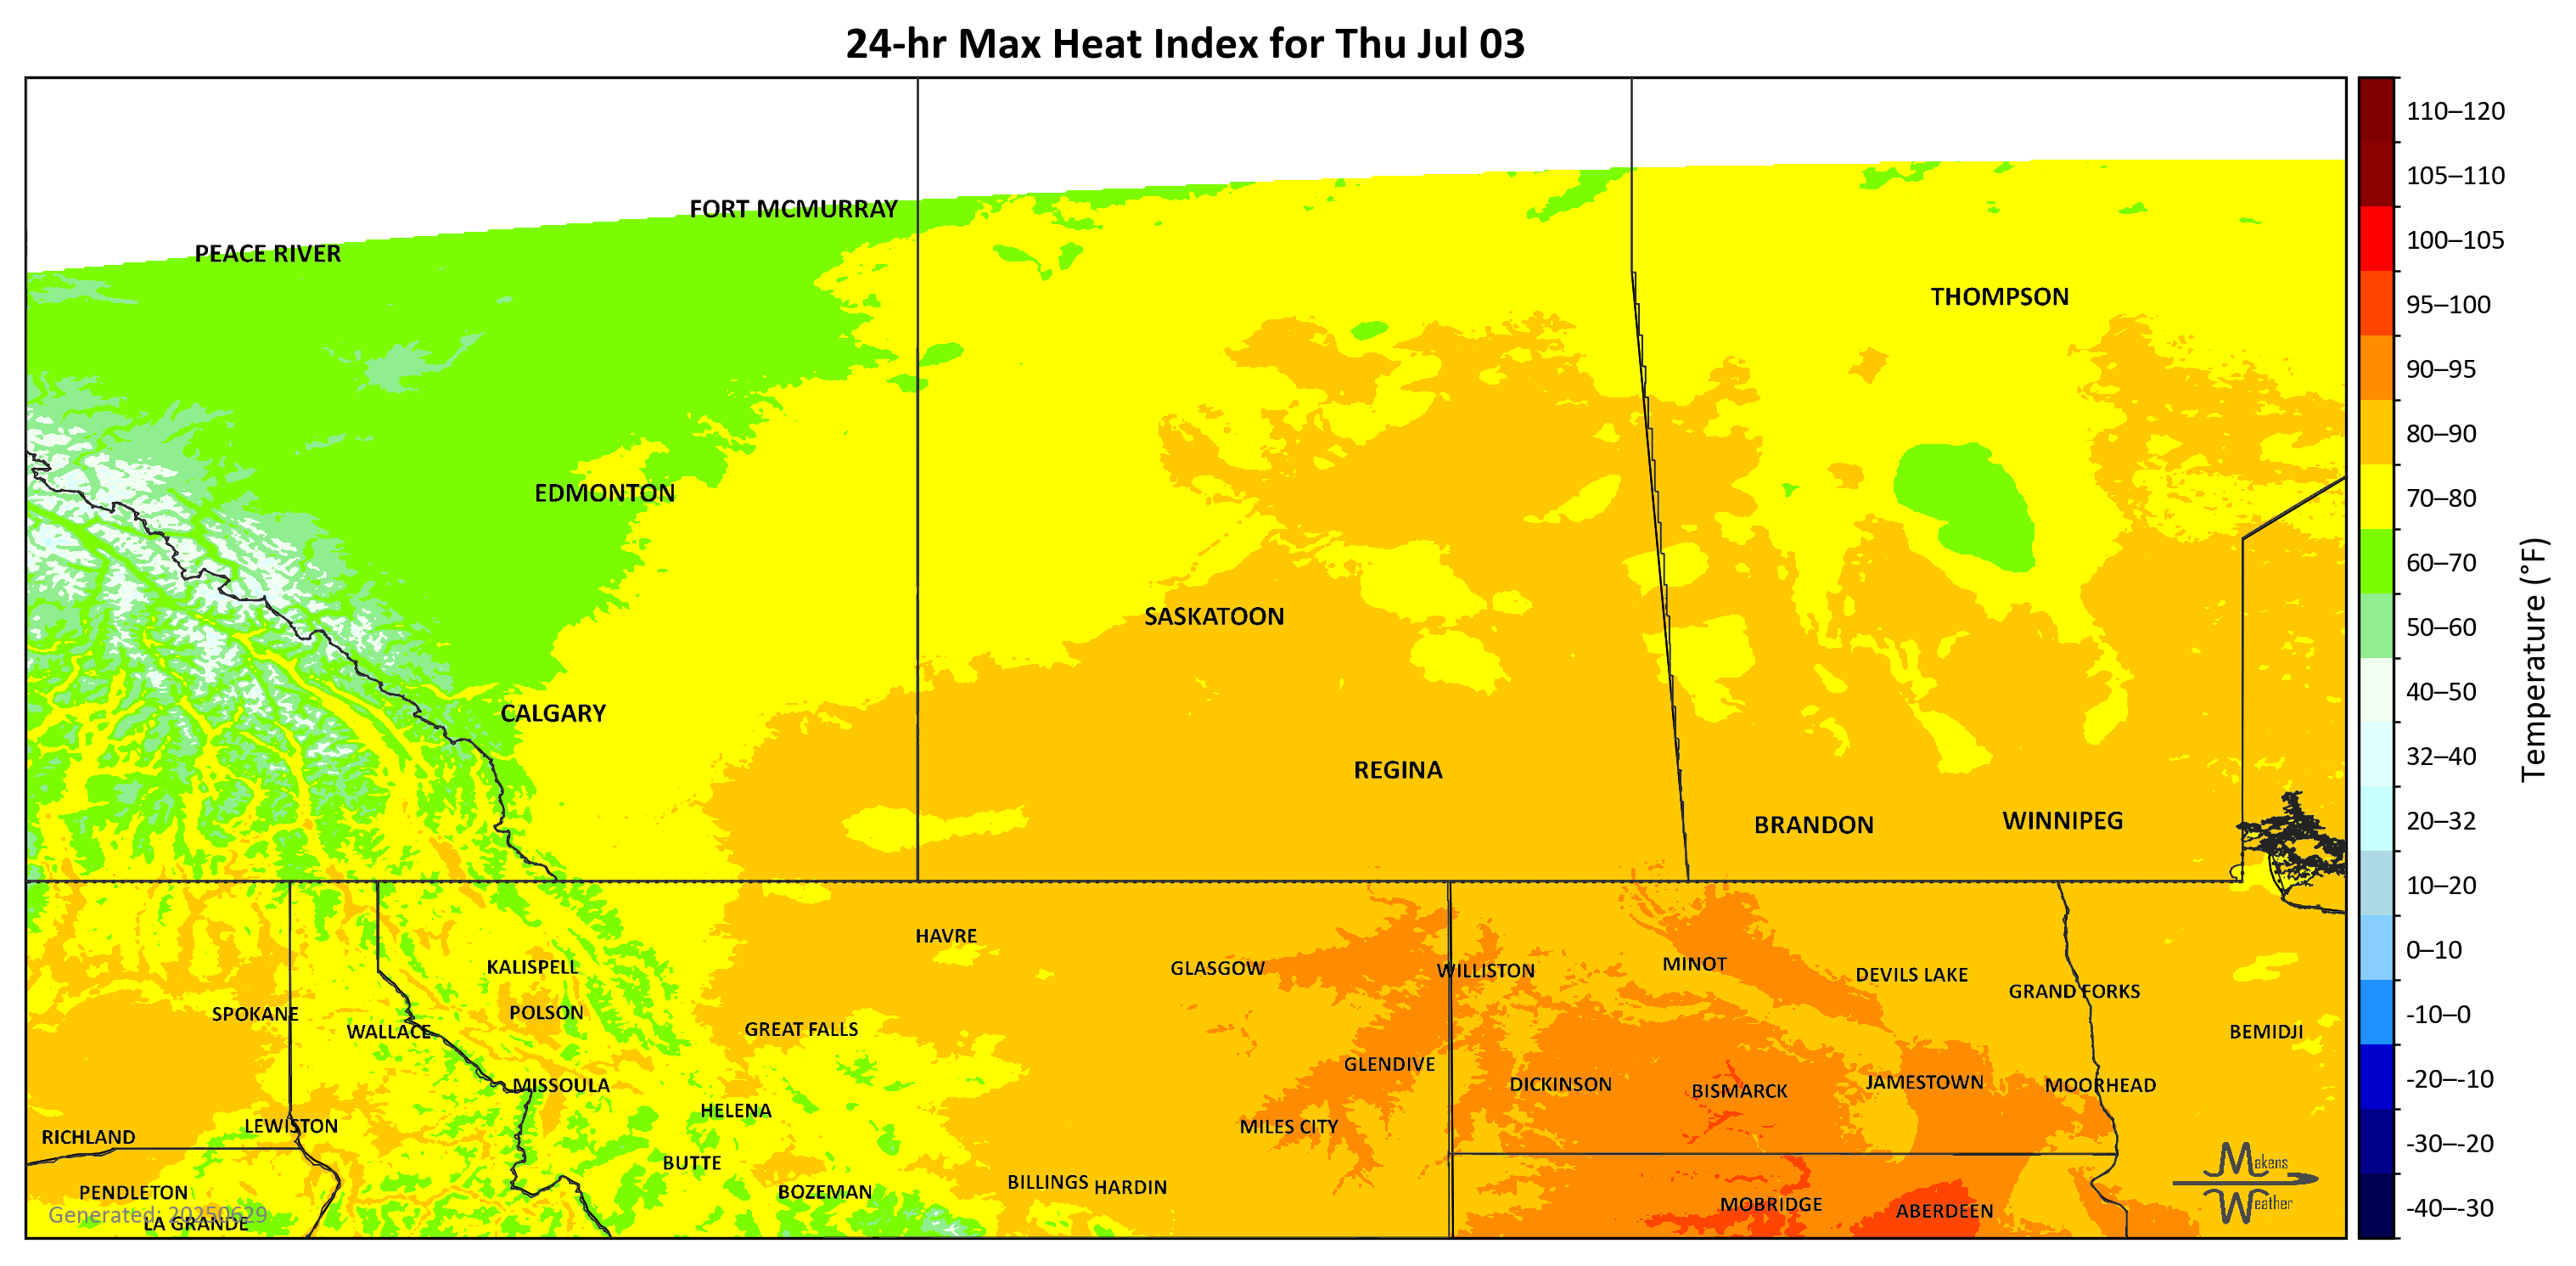 24-hr Max Heat Index for Thu Jul 03
FORT MCMURRAY
PEACE RIVER
THOMPSON
EDMONTON
SASKATOON
CALGARY
REGINA
BRANDON
WINNIPEG
HAVRE
KALISPELL
GLASGOW
WILLISTON
MINOT
DEVILS LAKE
GRAND FORKS
SPOKANE
POLSON
WALLACE
GREAT FALLS
BEMIDJI
GLENDIVE
MISSOULA
DICKINSON
BISMARCK
JAMESTOWN
MOORHEAD
HELENA
LEWISTON
MILES CITY
RICHLAND
BUTTE
BILLINGS
HARDIN
PENDLETON
BOZEMAN
MOBRIDGE
ABERDEEN
LA GRANDE
Generated: 20250629
Makens
Weather
110–120
105–110
100–105
95–100
90–95
80–90
70–80
60–70
50–60
40–50
32–40
20–32
10–20
0–10
-10–0
-20–-10
-30–-20
-40–-30
Temperature (°F)